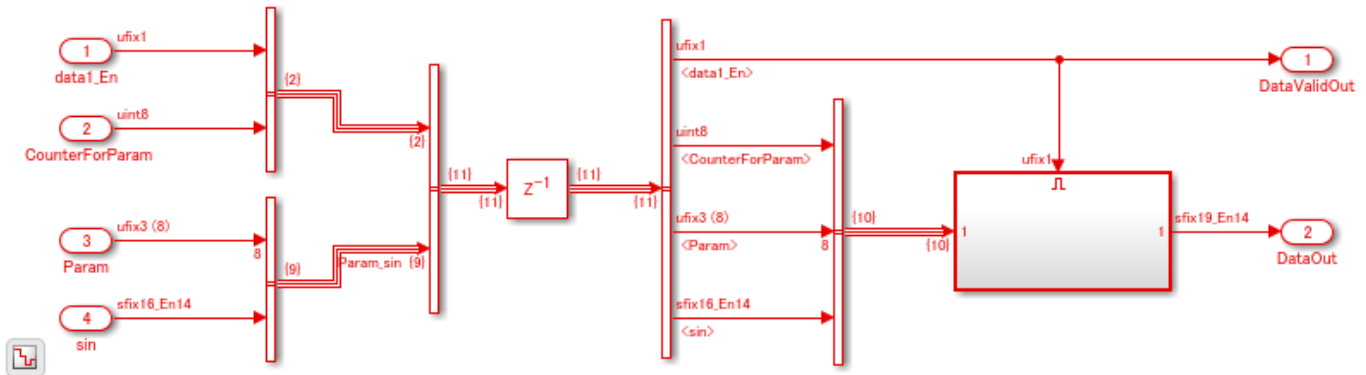 1
ufix1
data1_En
2
uint8
CounterForParam
3
ufix3 (8)
8
Param
4
sfix16_En14
sin
{2}
{2}
{9}
Param_sin {9}
{11}
{11}
Z⁻¹
{11}
{11}
ufix1
<data1_En>
uint8
<CounterForParam>
ufix3 (8)
<Param>
8
sfix16_En14
<sin>
{10}
{10}
ufix1
1
1
sfix19_En14
1
DataValidOut
2
DataOut